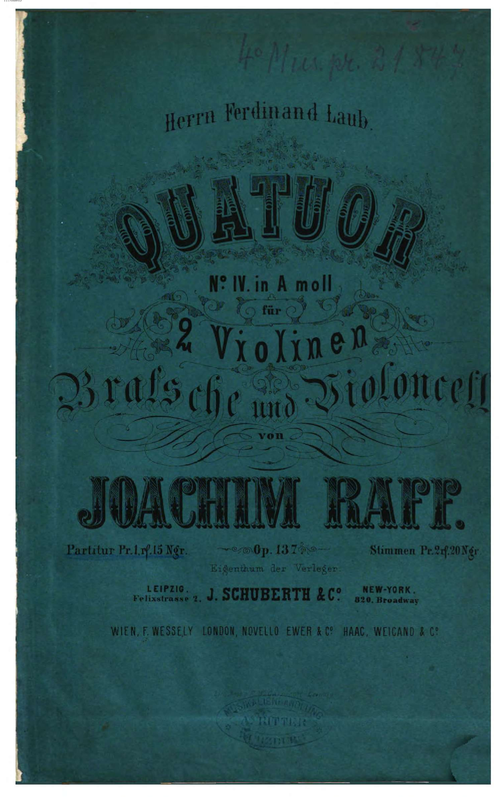 4° Mus. pr. 21847
Herrn Ferdinand Laub.
QUATUOR
No. IV. in A moll
für
2 Violinen
Bratsche und Violoncell
von
JOACHIM RAFF.
Partitur Pr. 1. rf. 15 Ngr. Op. 137 Stimmen Pr. 2 rf. 20 Ngr
Eigenthum der Verleger
LEIPZIG. J. SCHUBERTH & Co. NEW-YORK.
Felixstrasse 2. 820. Broadway
WIEN, F. WESSELY LONDON, NOVELLO EWER & Co. HAAG, WEIGAND & Co.
MUSIKALIENHANDLUNG
RITTER